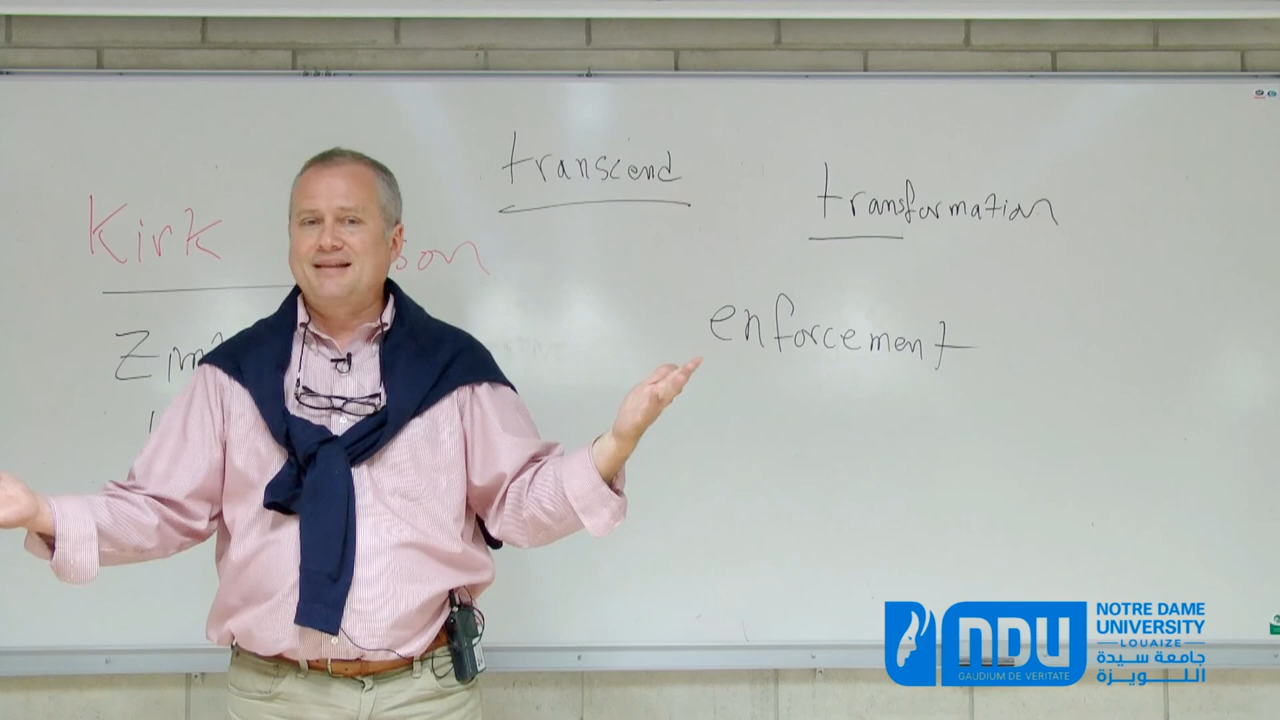 transcend
transformation
Kirk
son
enforcement
NDU
GAUDIUM DE VERITATE
NOTRE DAME
UNIVERSITY
LOUAIZE
جامعة سيدة
اللويزة